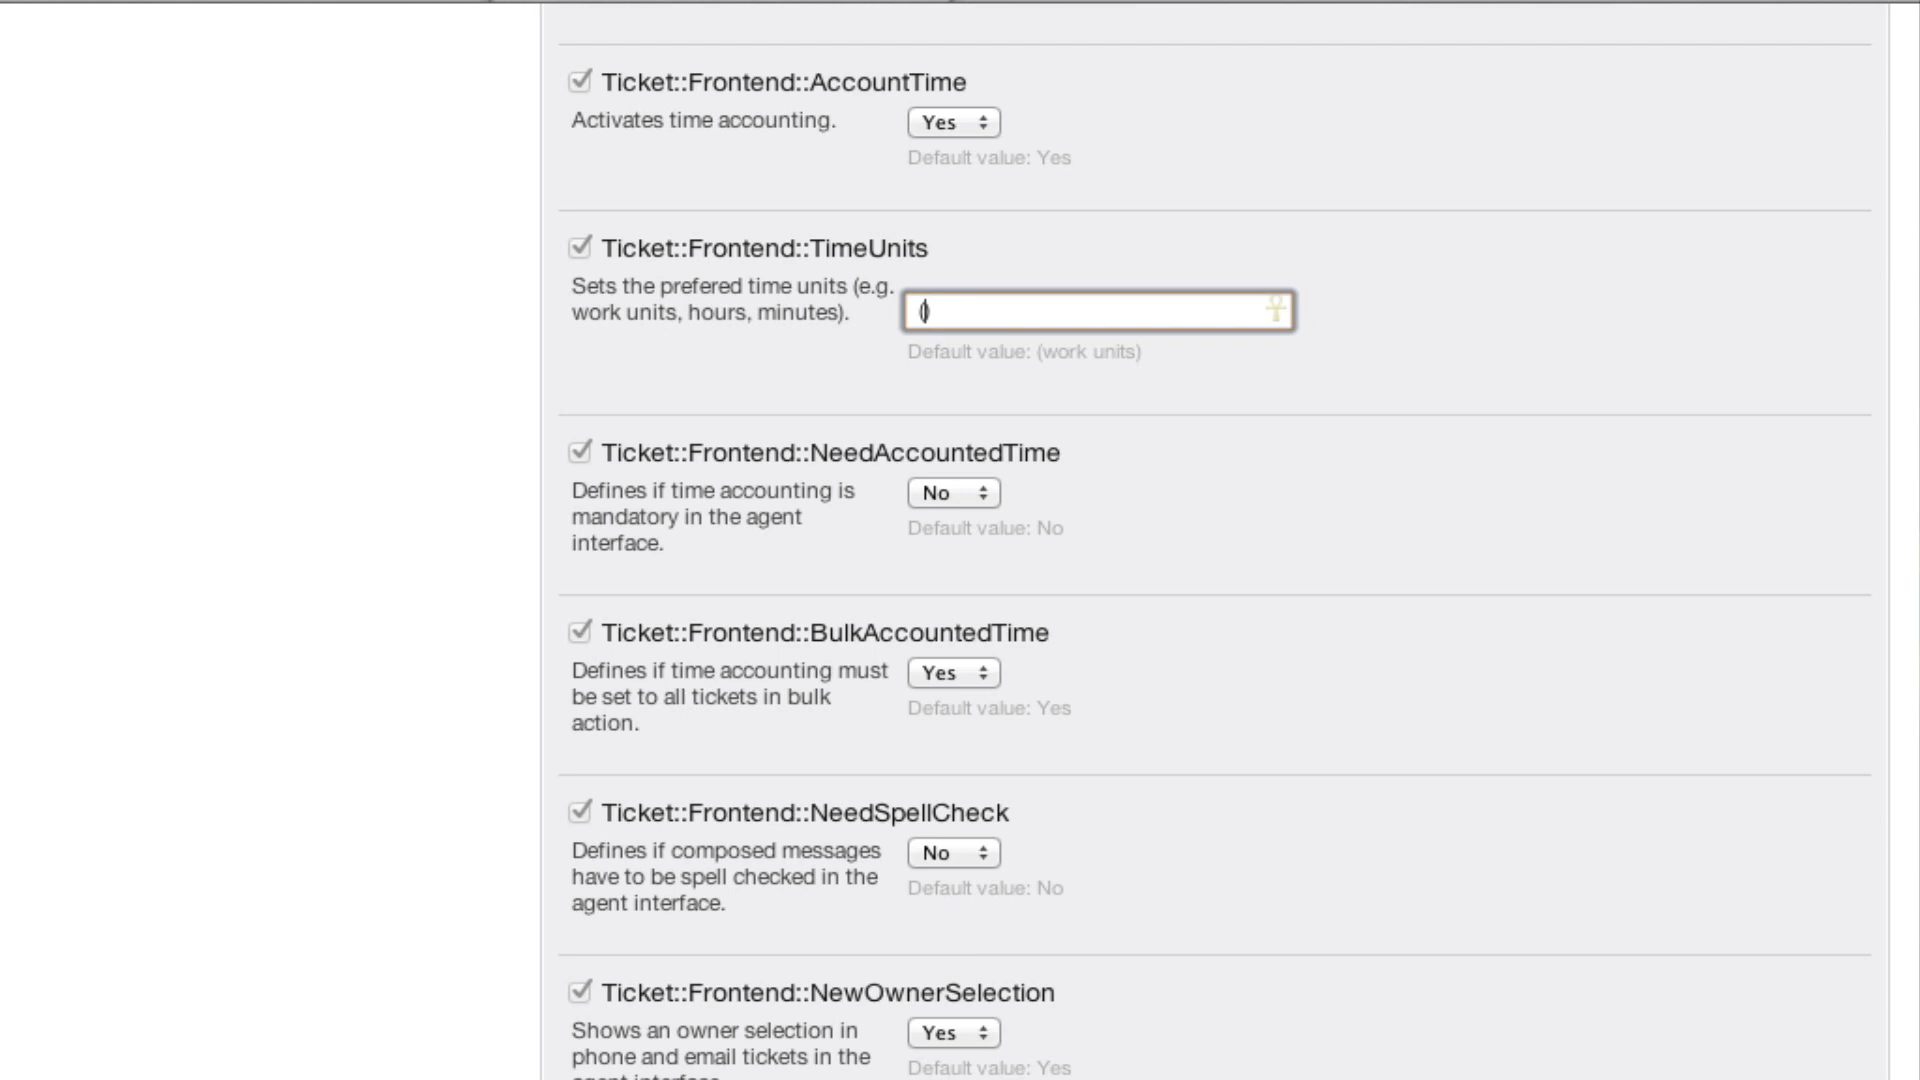 Ticket::Frontend::AccountTime
Activates time accounting.
Yes
Default value: Yes
Ticket::Frontend::TimeUnits
Sets the prefered time units (e.g.
work units, hours, minutes).
()
Default value: (work units)
Ticket::Frontend::NeedAccountedTime
Defines if time accounting is
mandatory in the agent
interface.
No
Default value: No
Ticket::Frontend::BulkAccountedTime
Defines if time accounting must
be set to all tickets in bulk
action.
Yes
Default value: Yes
Ticket::Frontend::NeedSpellCheck
Defines if composed messages
have to be spell checked in the
agent interface.
No
Default value: No
Ticket::Frontend::NewOwnerSelection
Shows an owner selection in
phone and email tickets in the
agent interface.
Yes
Default value: Yes